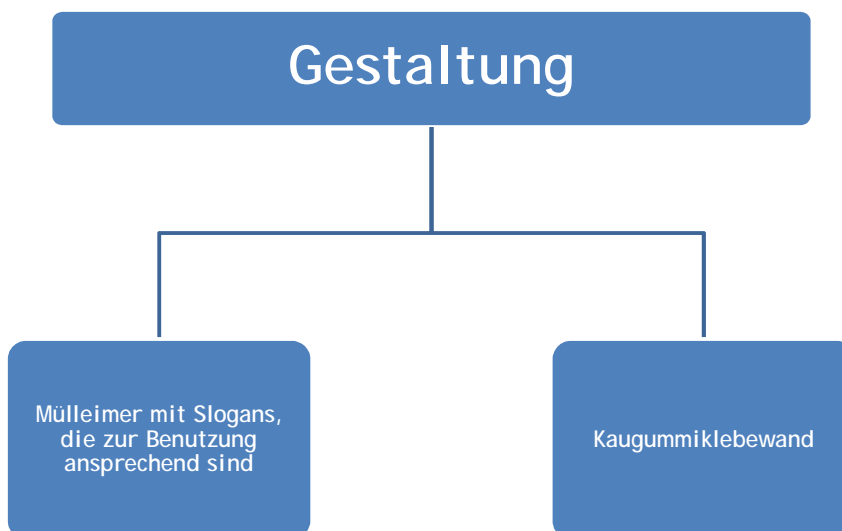 Gestaltung
Mülleimer mit Slogans,
die zur Benutzung
ansprechend sind
Kaugummiklebewand